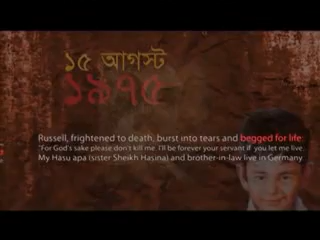 ১৫ আগস্ট
১৯৭৫
Russell, frightened to death, burst into tears and begged for life:
"For God's sake please don't kill me. I'll be forever your servant if you let me live.
My Hasu apa (sister Sheikh Hasina) and brother-in-law live in Germany